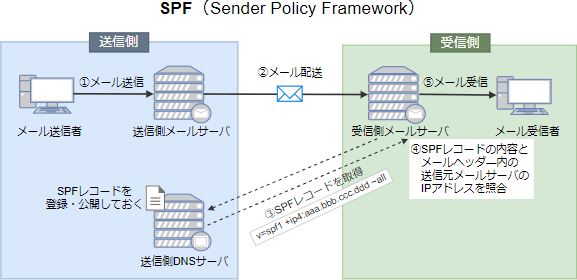 SPF（Sender Policy Framework）
送信側
受信側
①メール送信
②メール配送
⑤メール受信
メール送信者
送信側メールサーバ
受信側メールサーバ
メール受信者
④SPFレコードの内容と
メールヘッダー内の
送信元メールサーバの
IPアドレスを照合
③SPFレコードを取得
v=spf1 +ip4:aaa.bbb.ccc.ddd ~all
SPFレコードを
登録・公開しておく
送信側DNSサーバ